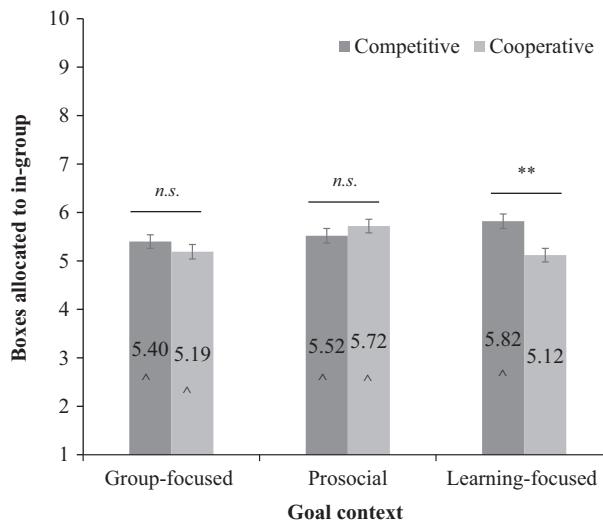 10
9
8
7
6
5
4
3
2
1
Boxes allocated to in-group
Competitive Cooperative
n.s. n.s. **
5.40 5.19 5.52 5.72 5.82 5.12
^ ^ ^ ^ ^
Group-focused Prosocial Learning-focused
Goal context